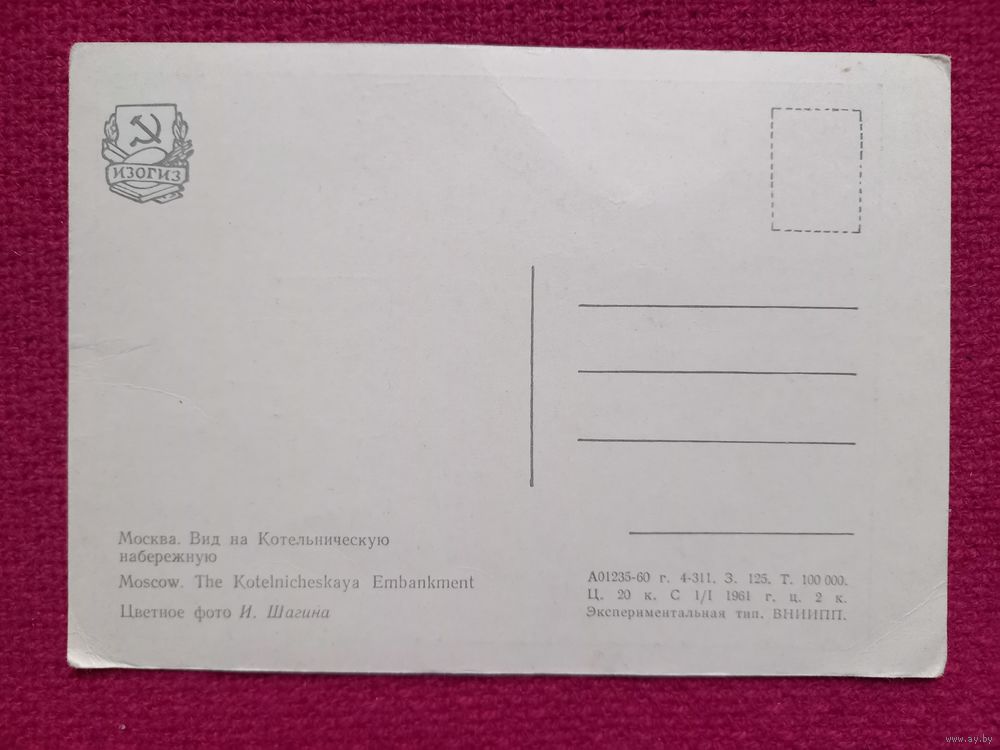 ИЗОГИЗ
Москва. Вид на Котельническую
набережную
Moscow. The Kotelnicheskaya Embankment
Цветное фото И. Шагина
А01235-60 г. 4-311. З. 125. Т. 100 000.
Ц. 20 к. С 1/I 1961 г. ц. 2 к.
Экспериментальная тип. ВНИИПП.
www.ay.by